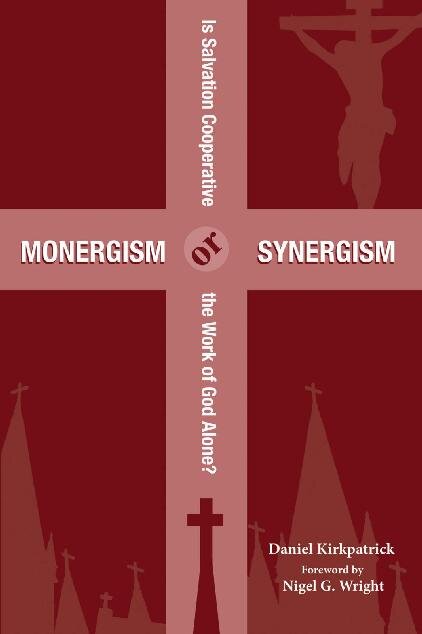 Is Salvation Cooperative
MONERGISM or SYNERGISM
the Work of God Alone?
Daniel Kirkpatrick
Foreword by
Nigel G. Wright